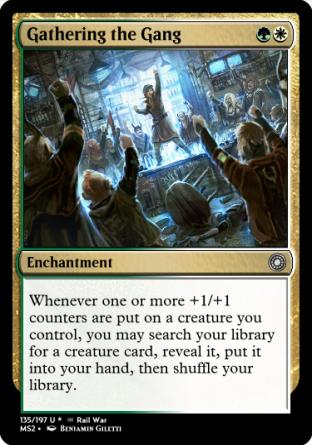 Gathering the Gang
Enchantment
Whenever one or more +1/+1
counters are put on a creature you
control, you may search your library
for a creature card, reveal it, put it
into your hand, then shuffle your
library.
135/197 U * = Rail War
MS2 • Benjamin Giletti